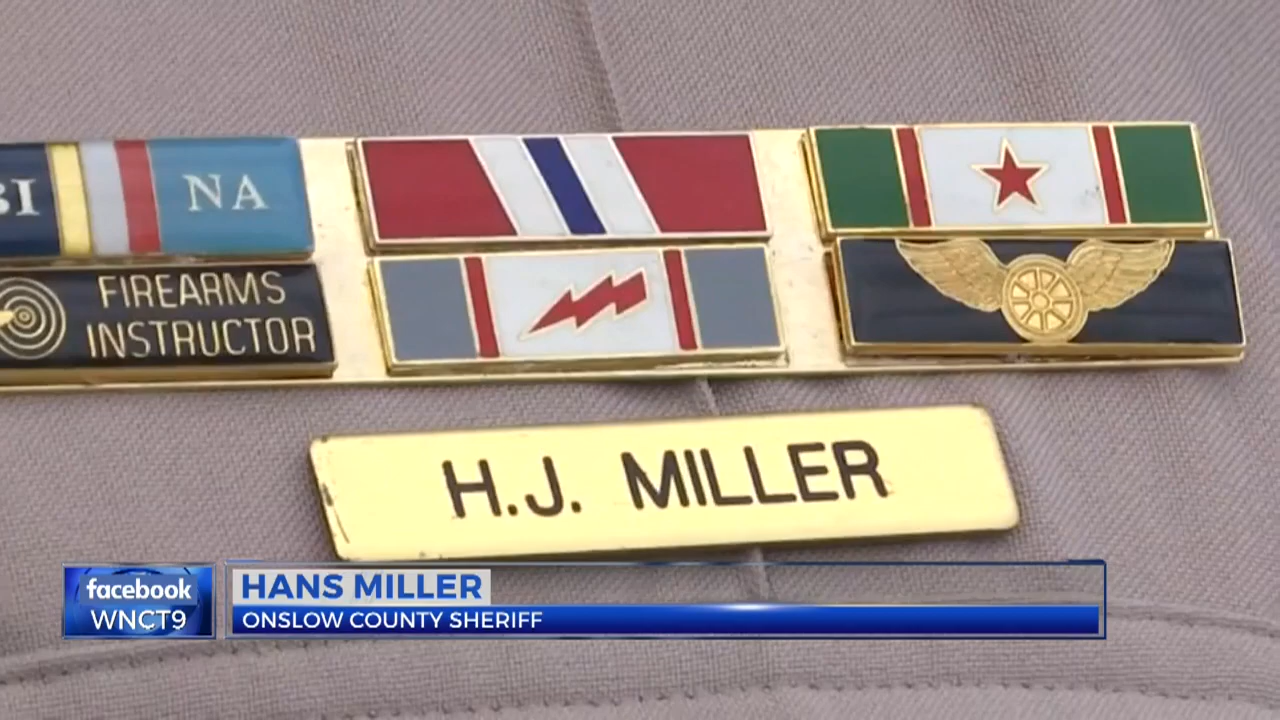 NA
FIREARMS
INSTRUCTOR
H.J. MILLER
facebook
WNCT9
HANS MILLER
ONSLOW COUNTY SHERIFF